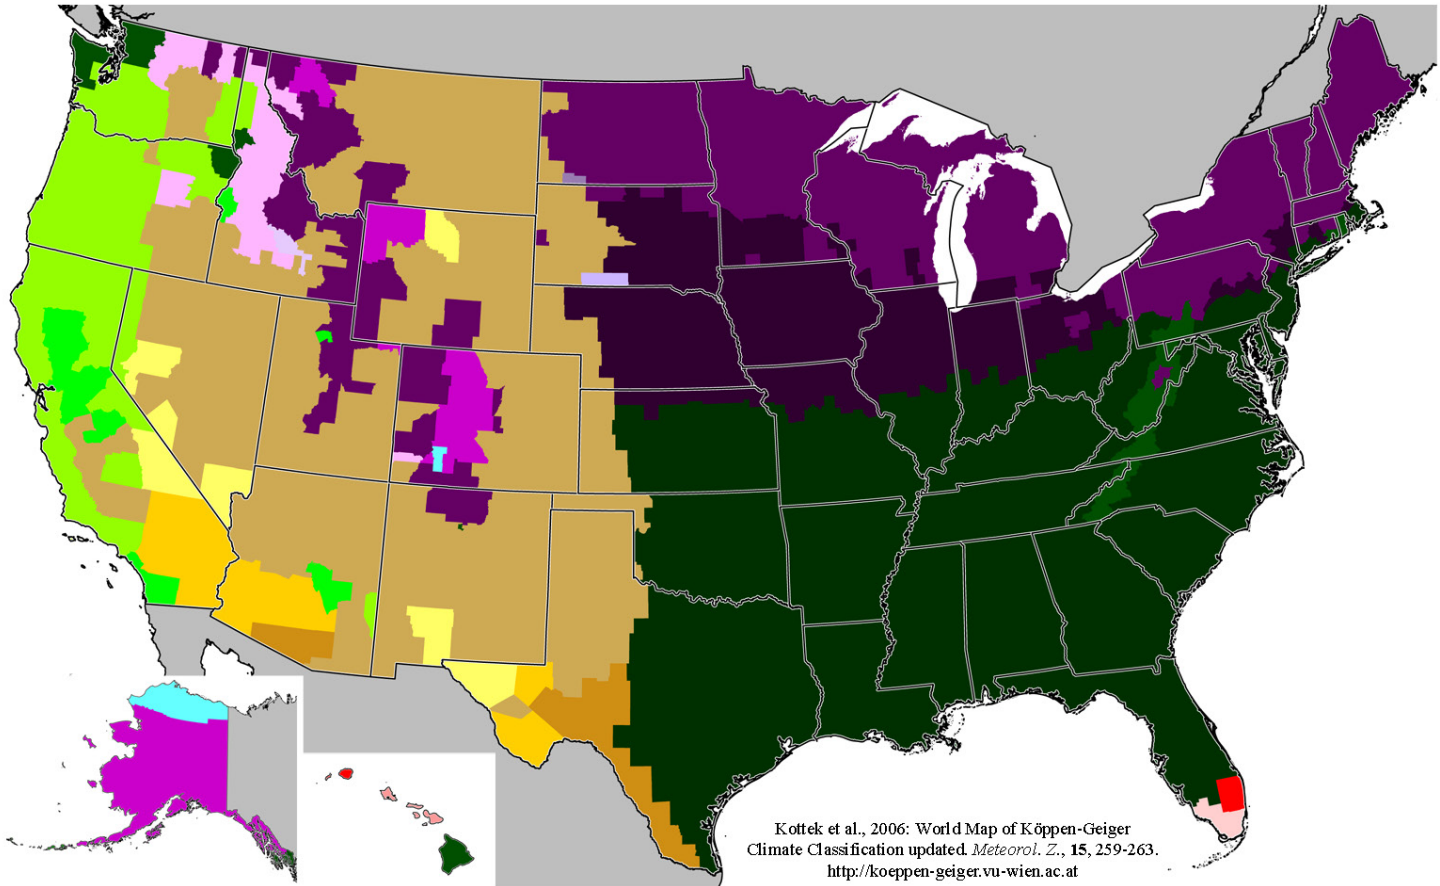 Kottek et al., 2006: World Map of Köppen-Geiger
Climate Classification updated. Meteorol. Z., 15, 259-263.
http://koeppen-geiger.vu-wien.ac.at